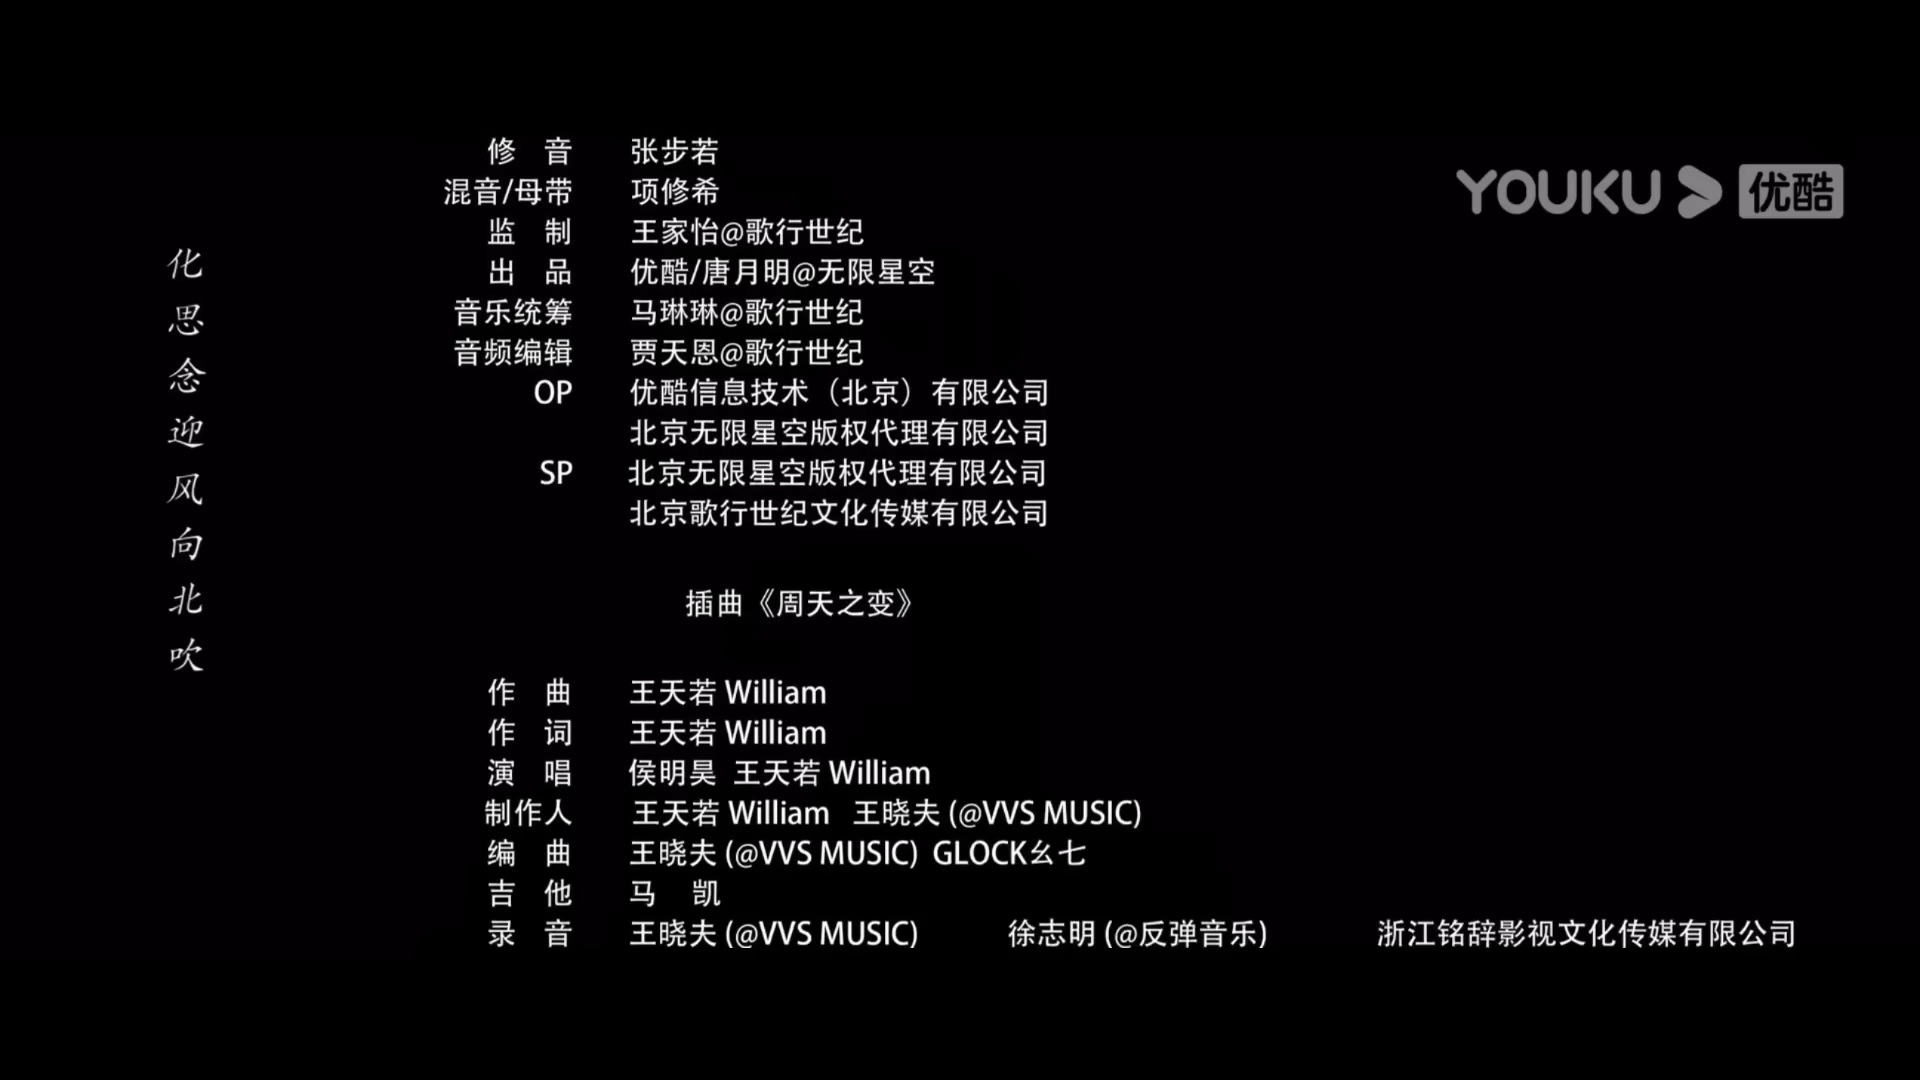 YOUKU 优酷
化思念迎风向北吹
修 音 张步若
混音/母带 项修希
监 制 王家怡@歌行世纪
出 品 优酷/唐月明@无限星空
音乐统筹 马琳琳@歌行世纪
音频编辑 贾天恩@歌行世纪
OP 优酷信息技术（北京）有限公司
北京无限星空版权代理有限公司
SP 北京无限星空版权代理有限公司
北京歌行世纪文化传媒有限公司
插曲《周天之变》
作 曲 王天若 William
作 词 王天若 William
演 唱 侯明昊 王天若 William
制作人 王天若 William 王晓夫 (@VVS MUSIC)
编 曲 王晓夫 (@VVS MUSIC) GLOCK幺七
吉 他 马 凯
录 音 王晓夫 (@VVS MUSIC) 徐志明 (@反弹音乐) 浙江铭辞影视文化传媒有限公司